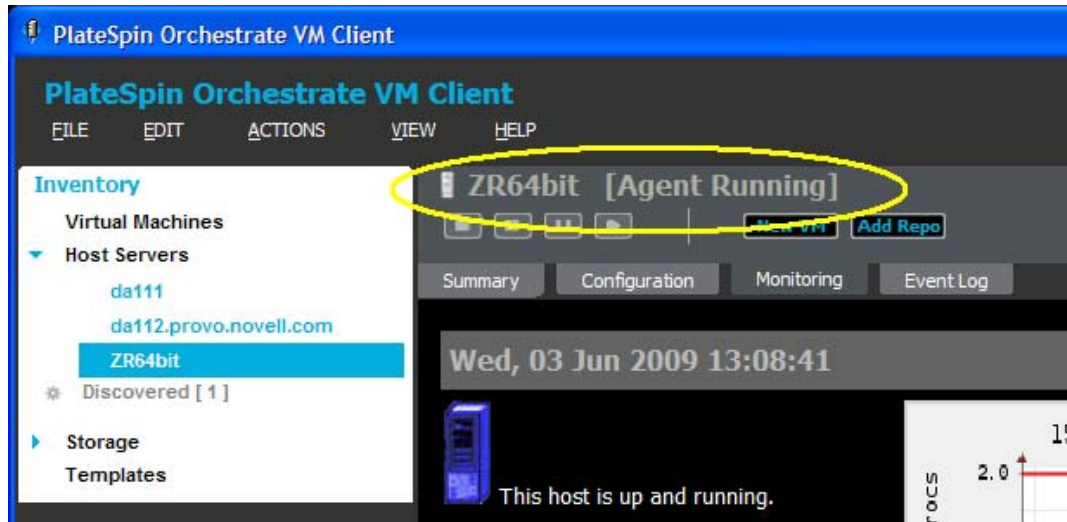 PlateSpin Orchestrate VM Client
PlateSpin Orchestrate VM Client
FILE EDIT ACTIONS VIEW HELP
Inventory
Virtual Machines
Host Servers
da111
da112.provo.novell.com
ZR64bit
Discovered [ 1 ]
Storage
Templates
ZR64bit [Agent Running]
New VM Add Repo
Summary Configuration Monitoring Event Log
Wed, 03 Jun 2009 13:08:41
This host is up and running.
2.0